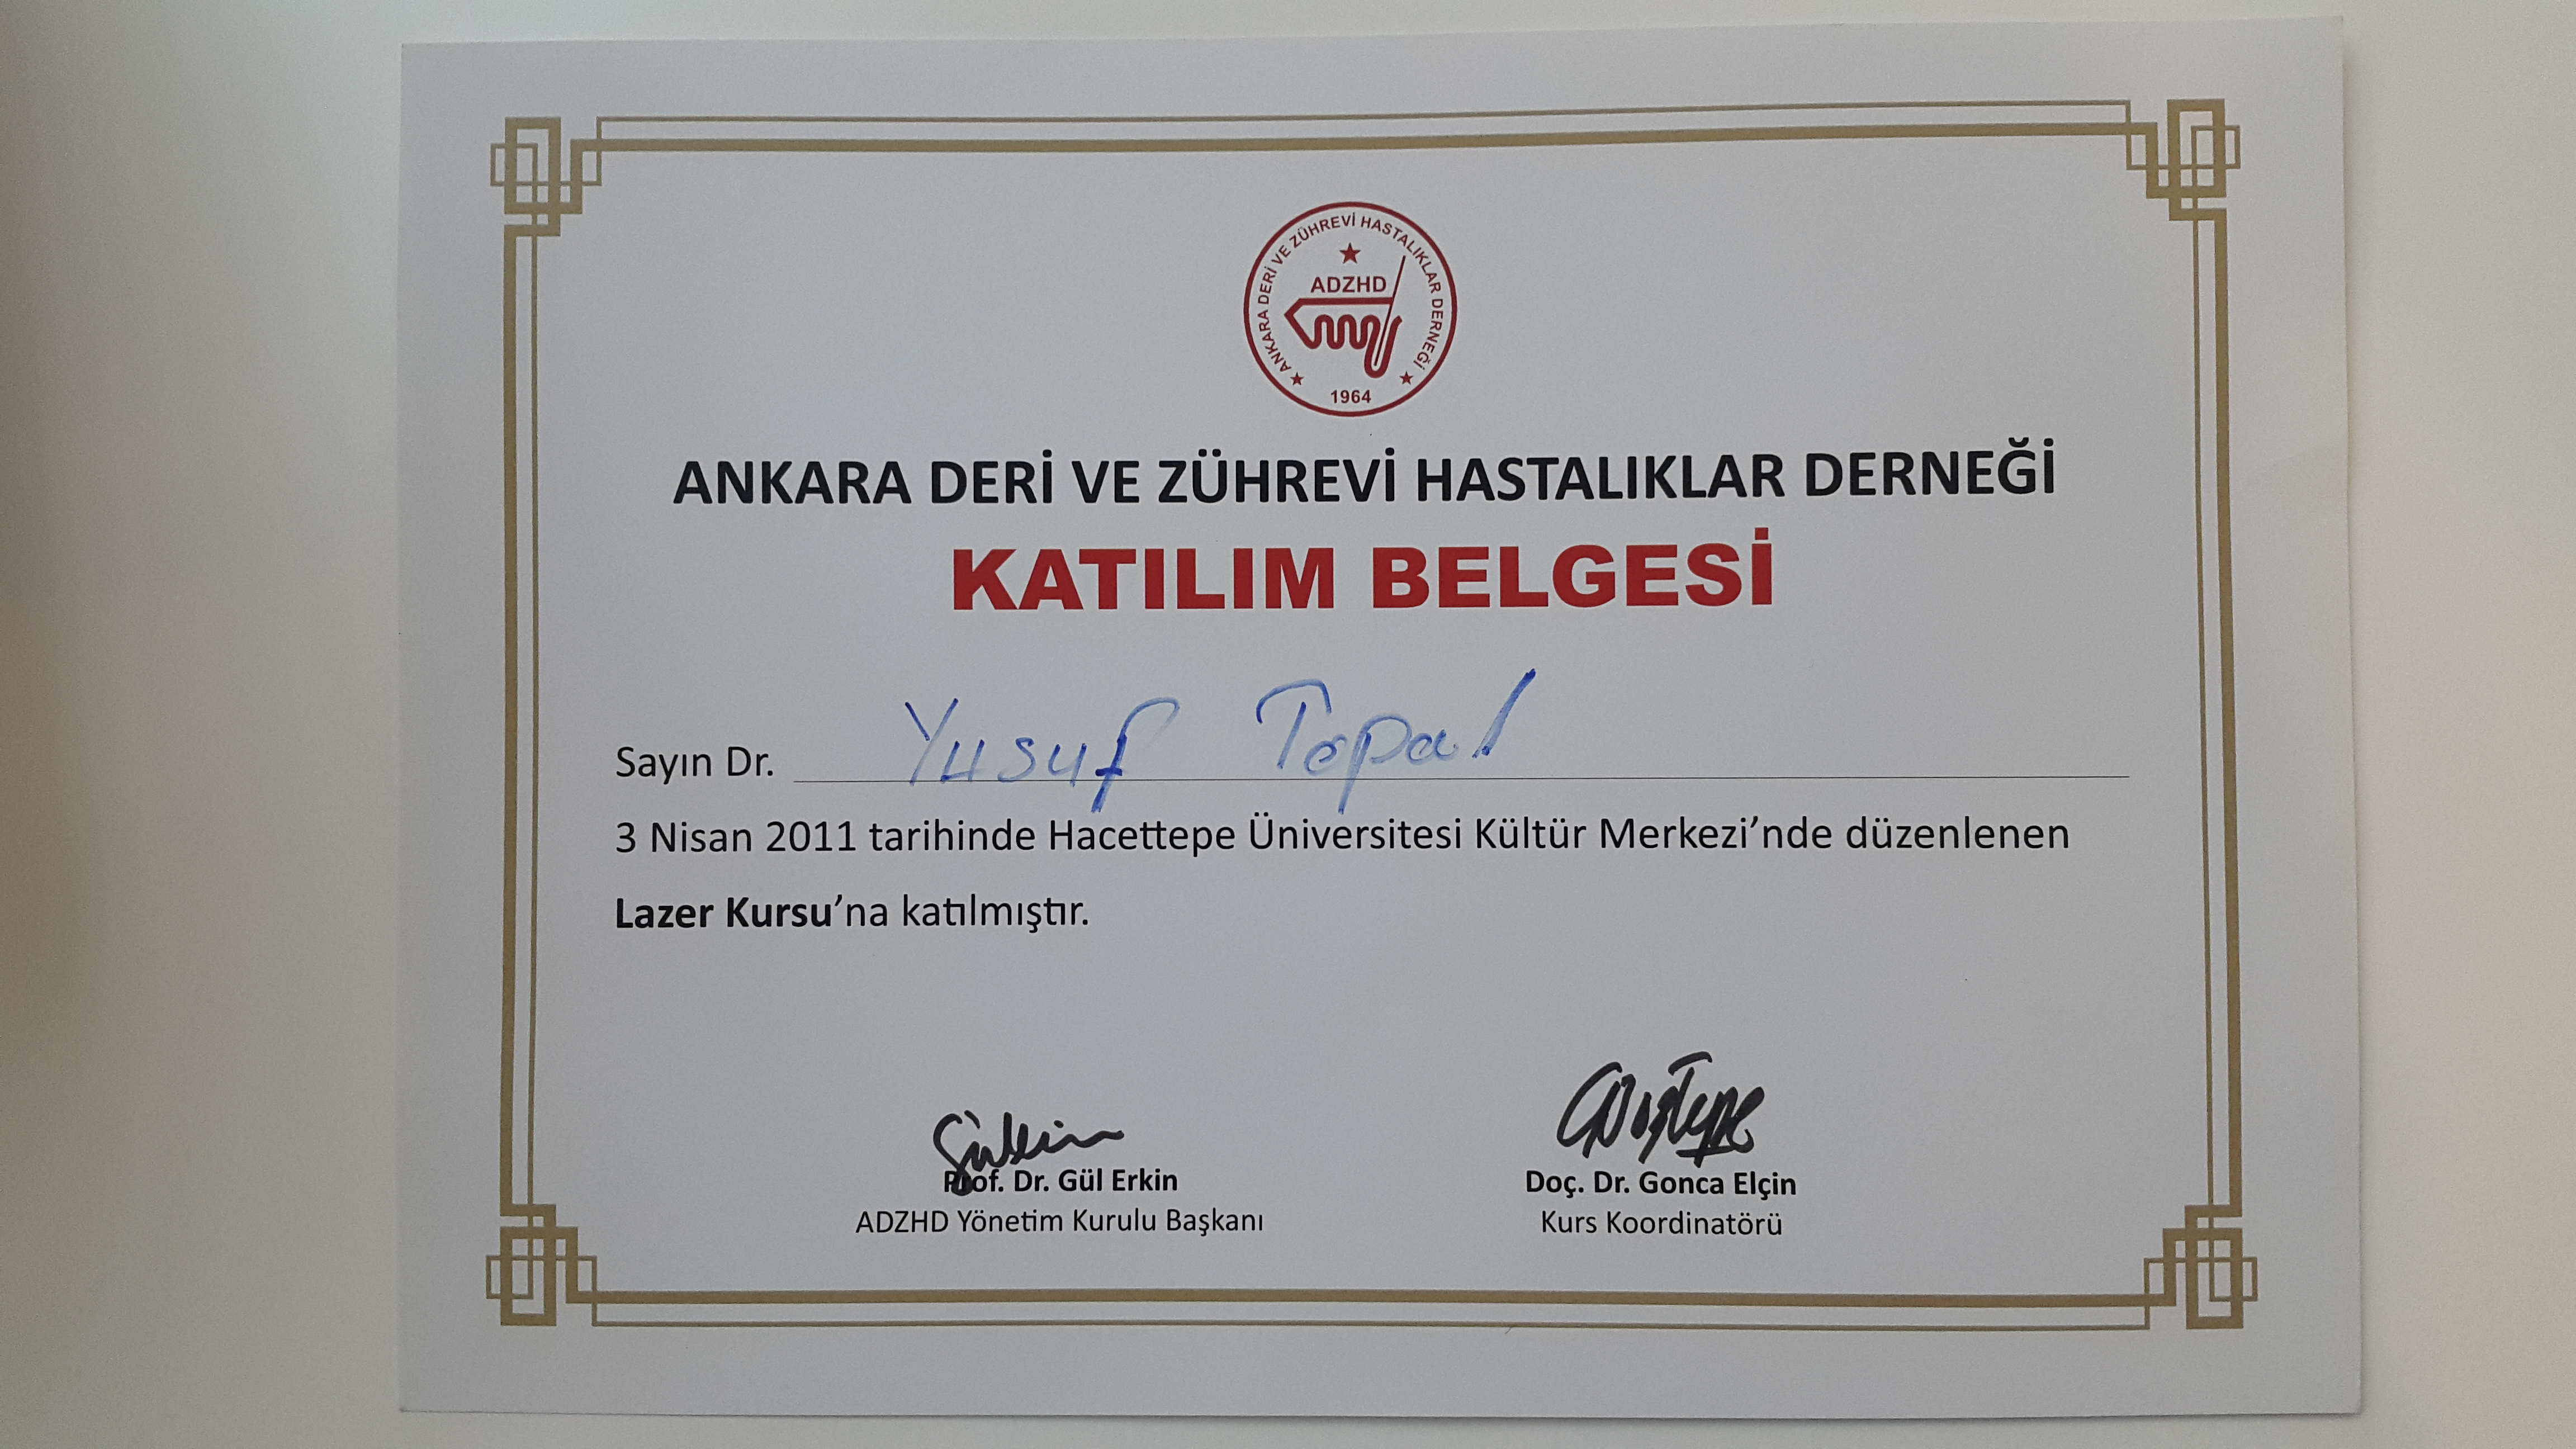 ANKARA DERİ VE ZÜHREVİ HASTALIKLAR DERNEĞİ
ADZHD
1964
ANKARA DERİ VE ZÜHREVİ HASTALIKLAR DERNEĞİ
KATILIM BELGESİ
Sayın Dr. Yusuf Topal
3 Nisan 2011 tarihinde Hacettepe Üniversitesi Kültür Merkezi’nde düzenlenen
Lazer Kursu’na katılmıştır.
Prof. Dr. Gül Erkin
ADZHD Yönetim Kurulu Başkanı
Doç. Dr. Gonca Elçin
Kurs Koordinatörü